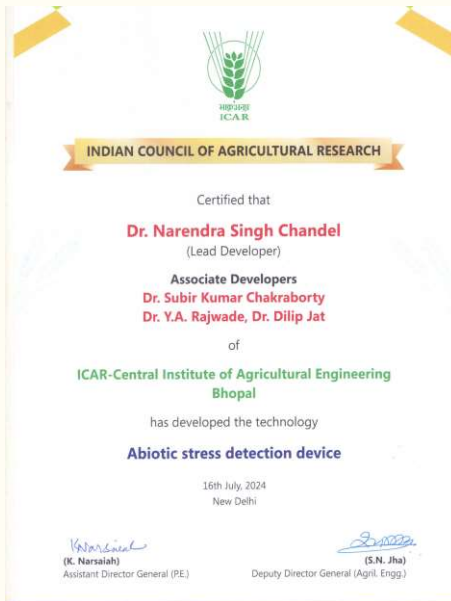 भाकृअनुप
ICAR
INDIAN COUNCIL OF AGRICULTURAL RESEARCH
Certified that
Dr. Narendra Singh Chandel
(Lead Developer)
Associate Developers
Dr. Subir Kumar Chakraborty
Dr. Y.A. Rajwade, Dr. Dilip Jat
of
ICAR-Central Institute of Agricultural Engineering
Bhopal
has developed the technology
Abiotic stress detection device
16th July, 2024
New Delhi
(K. Narsaiah)
Assistant Director General (P.E.)
(S.N. Jha)
Deputy Director General (Agril. Engg.)